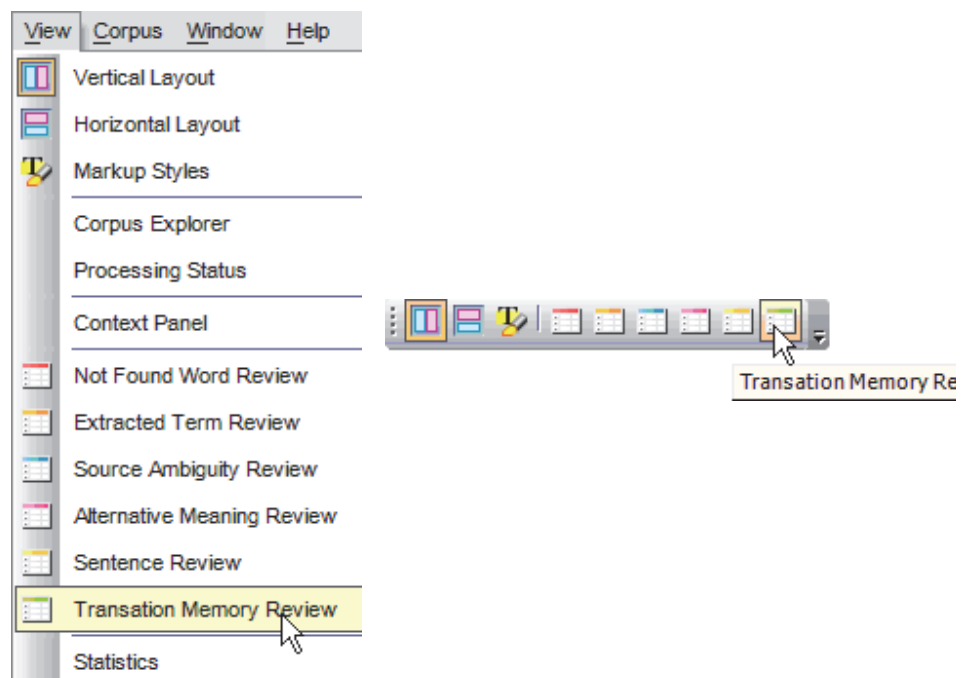 View Corpus Window Help
Vertical Layout
Horizontal Layout
Markup Styles
Corpus Explorer
Processing Status
Context Panel
Not Found Word Review
Extracted Term Review
Source Ambiguity Review
Alternative Meaning Review
Sentence Review
Transation Memory Review
Statistics
Transation Memory Re